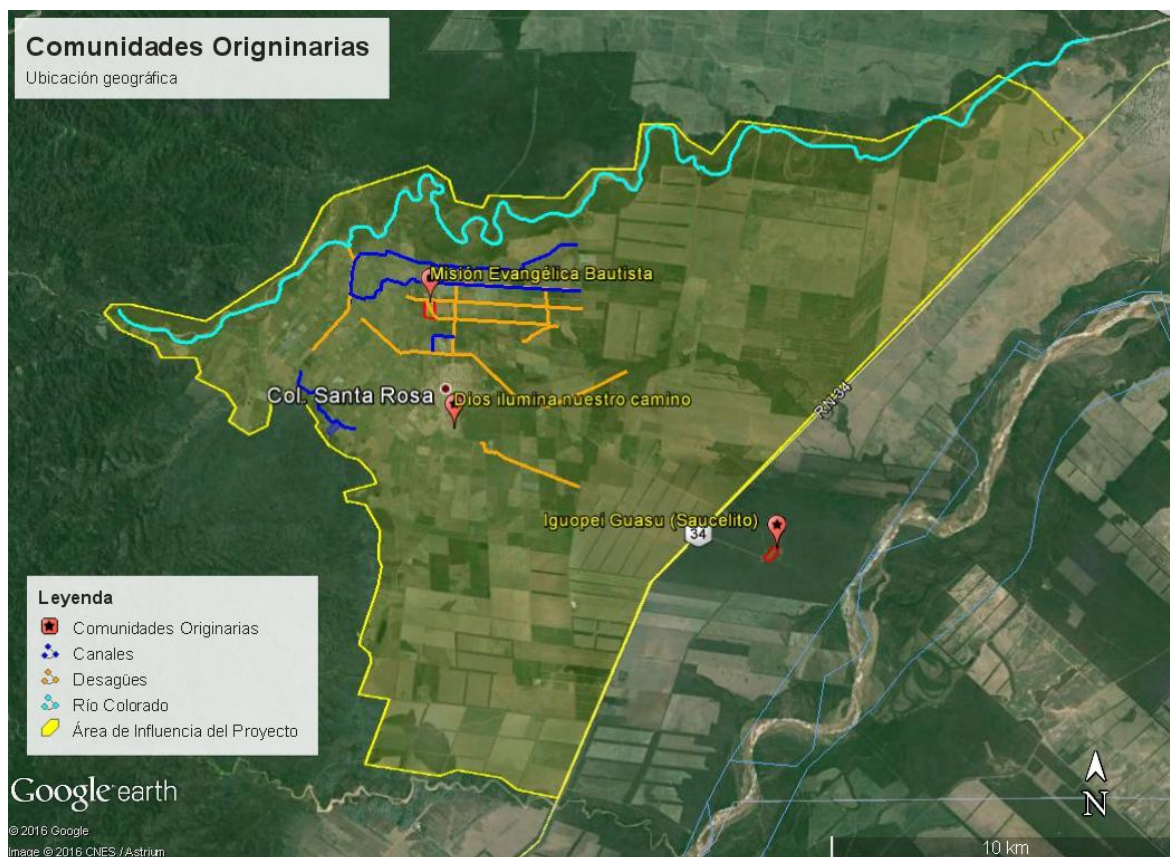 Comunidades Origninarias
Ubicación geográfica
Misión Evangélica Bautista
Col. Santa Rosa
Dios ilumina nuestro camino
RN 34
Iguopei Guasu (Saucelito)
34
Leyenda
Comunidades Originarias
Canales
Desagües
Río Colorado
Área de Influencia del Proyecto
Google earth
N
© 2016 Google
Image © 2016 CNES / Astrium
10 km